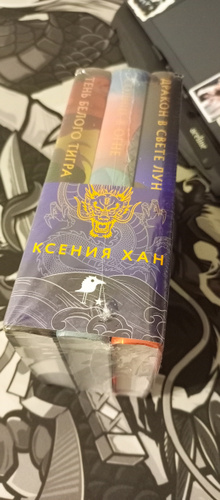 ТЕНЬ БЕЛОГО ТИГРА
ДРАКОН В СВЕТЕ ЛУН
КСЕНИЯ ХАН